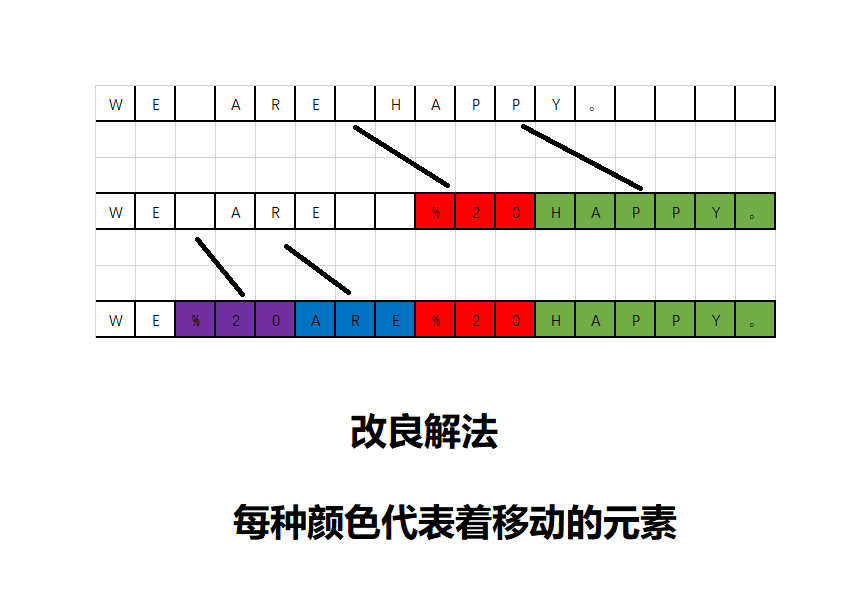 W E A R E H A P P Y 。
W E A R E % 2 0 H A P P Y 。
W E % 2 0 A R E % 2 0 H A P P Y 。
改良解法
每种颜色代表着移动的元素